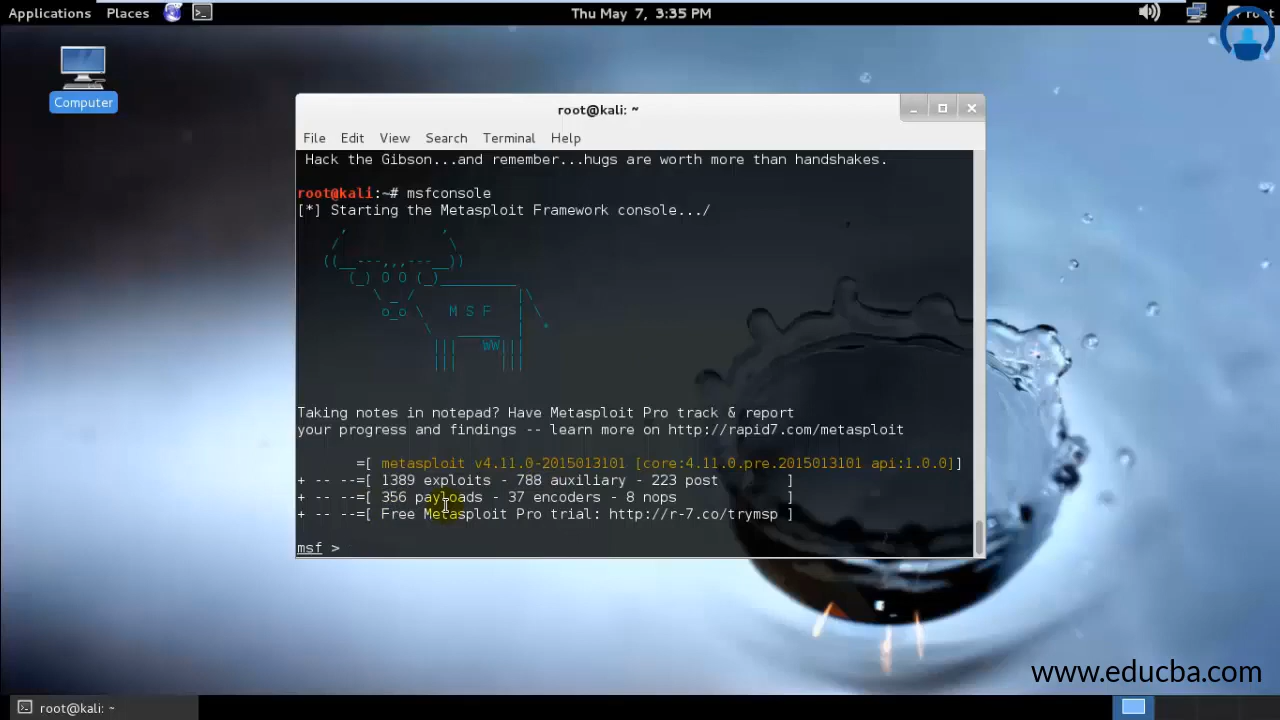 Applications Places Thu May 7, 3:35 PM root
Computer
root@kali: ~
File Edit View Search Terminal Help
Hack the Gibson...and remember...hugs are worth more than handshakes.
root@kali:~# msfconsole
[*] Starting the Metasploit Framework console.../
M S F
Taking notes in notepad? Have Metasploit Pro track & report
your progress and findings -- learn more on http://rapid7.com/metasploit
=[ metasploit v4.11.0-2015013101 [core:4.11.0.pre.2015013101 api:1.0.0]]
+ -- --=[ 1389 exploits - 788 auxiliary - 223 post ]
+ -- --=[ 356 payloads - 37 encoders - 8 nops ]
+ -- --=[ Free Metasploit Pro trial: http://r-7.co/trymsp ]
msf >
www.educba.com
root@kali: ~